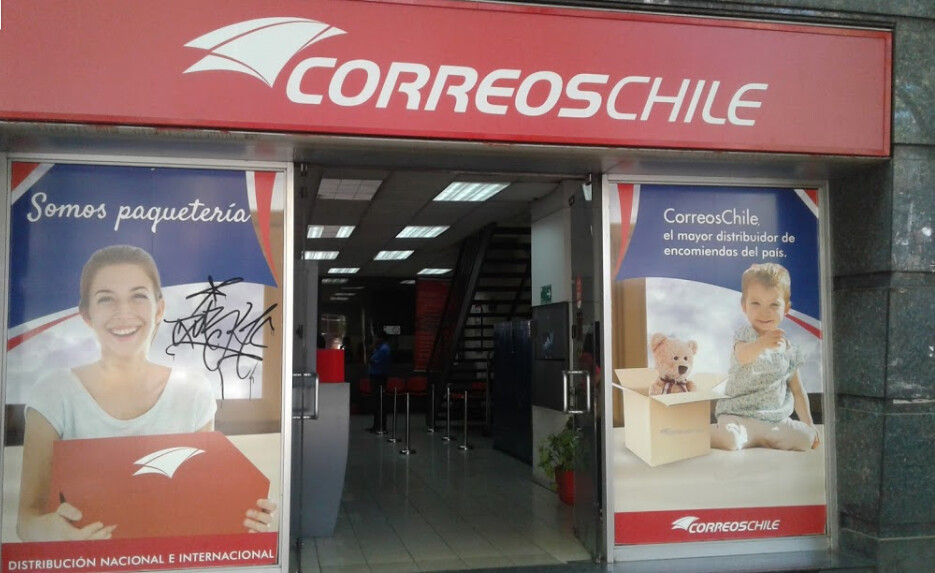 CORREOSCHILE
Somos paquetería
CorreosChile,
el mayor distribuidor de
encomiendas del país.
CORREOSCHILE
DISTRIBUCIÓN NACIONAL E INTERNACIONAL